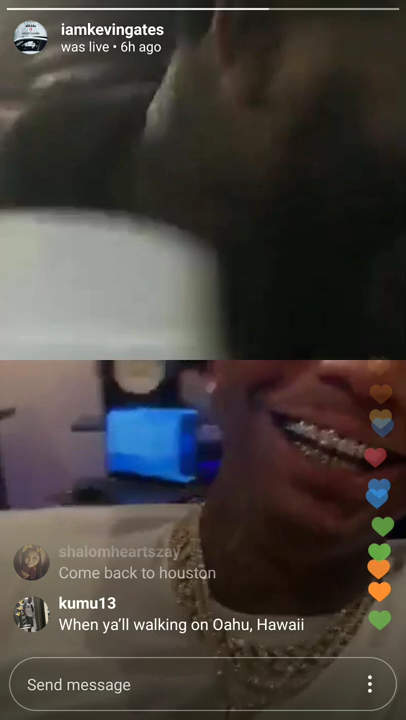 iamkevingates
was live • 6h ago
shalomheartszay
Come back to houston
kumu13
When ya'll walking on Oahu, Hawaii
Send message